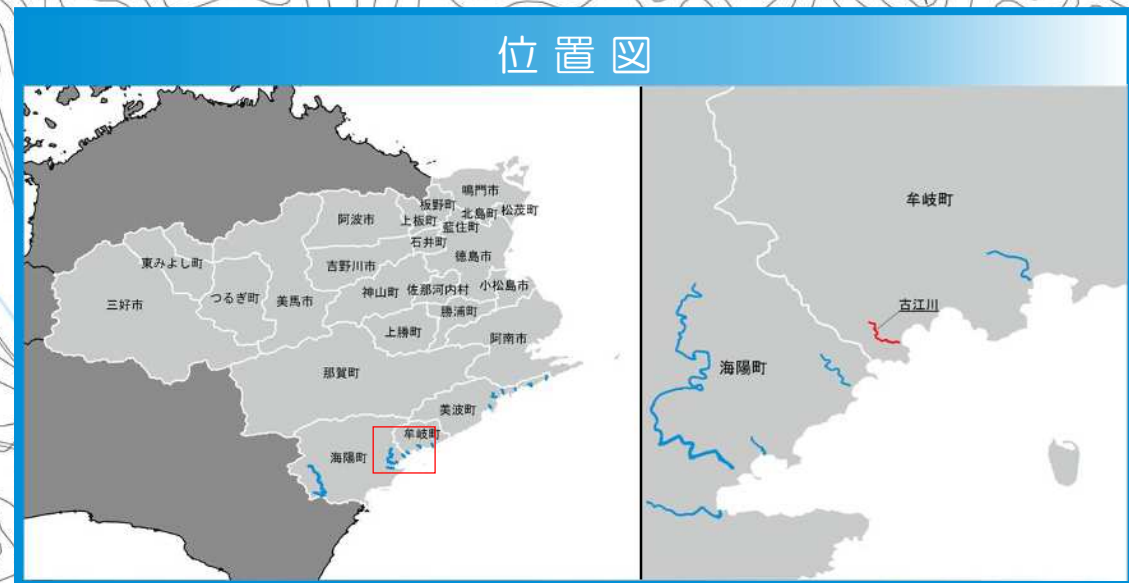 位置図
鳴門市
板野町
上板町
北島町
松茂町
藍住町
阿波市
石井町
徳島市
東みよし町
吉野川市
三好市
つるぎ町
美馬市
神山町
佐那河内村
小松島市
勝浦町
上勝町
阿南市
那賀町
美波町
牟岐町
海陽町
牟岐町
古江川
海陽町